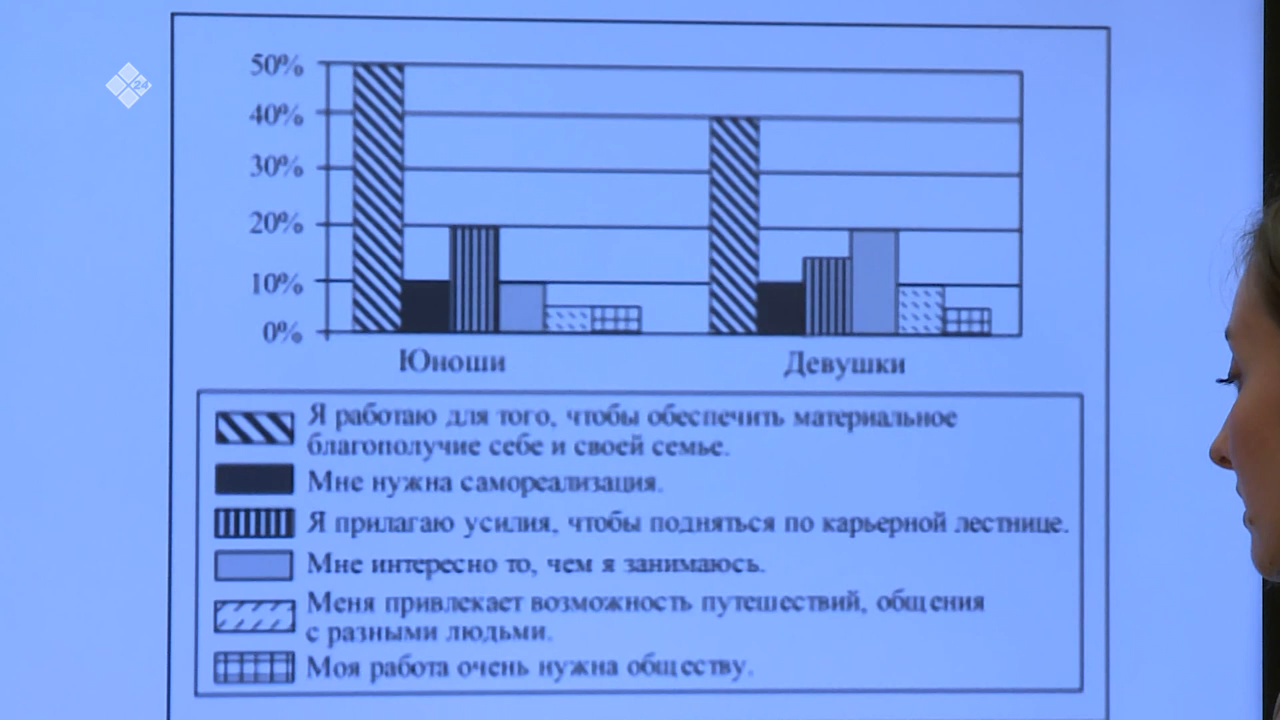 24
50%
40%
30%
20%
10%
0%
Юноши Девушки
Я работаю для того, чтобы обеспечить материальное
благополучие себе и своей семье.
Мне нужна самореализация.
Я прилагаю усилия, чтобы подняться по карьерной лестнице.
Мне интересно то, чем я занимаюсь.
Меня привлекает возможность путешествий, общения
с разными людьми.
Моя работа очень нужна обществу.